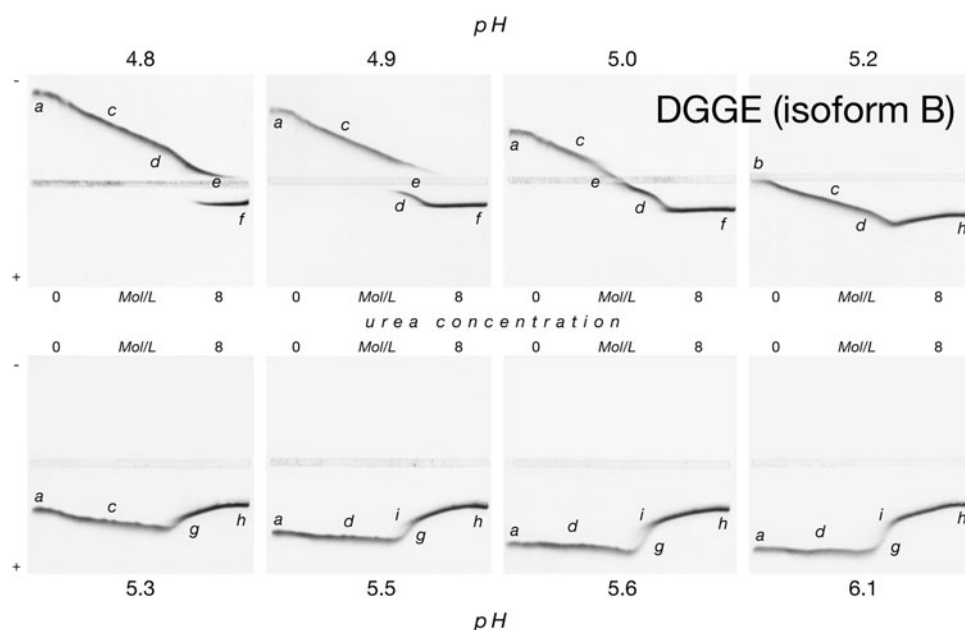 pH
4.8 4.9 5.0 5.2
DGGE (isoform B)
-
a c d e f
a c e d f
a c e d f
b c d h
+
0 Mol/L 8 0 Mol/L 8 0 Mol/L 8 0 Mol/L 8
urea concentration
0 Mol/L 8 0 Mol/L 8 0 Mol/L 8 0 Mol/L 8
-
a c g h
a d i g h
a d i g h
a d i g h
+
5.3 5.5 5.6 6.1
pH